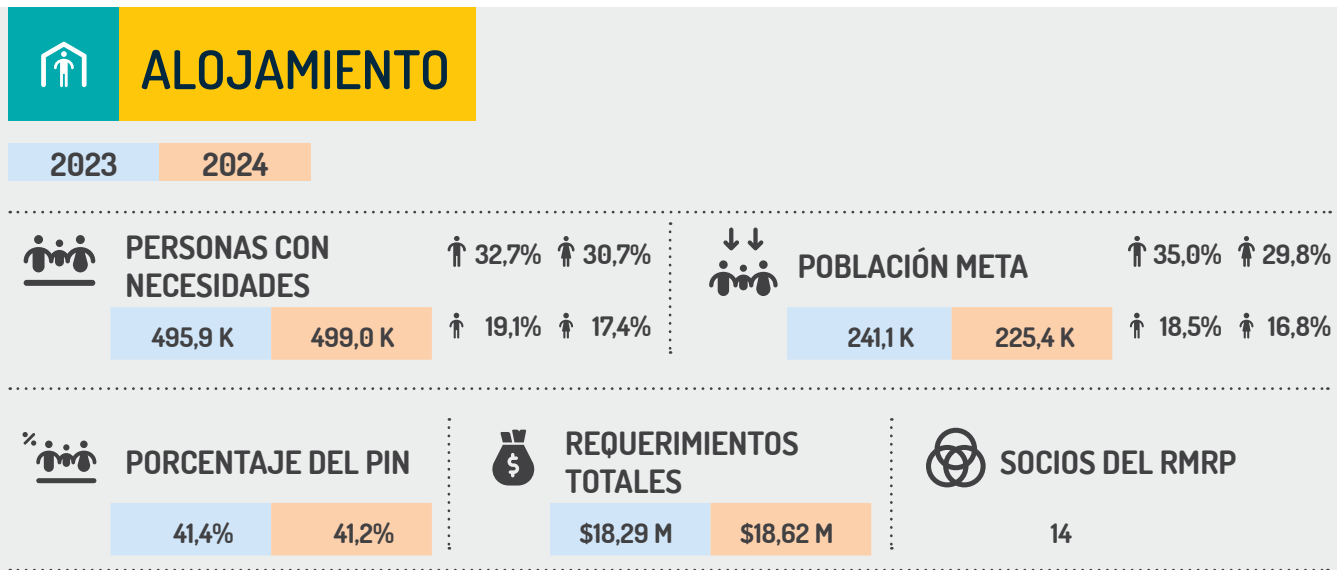 ALOJAMIENTO
2023 2024
PERSONAS CON
NECESIDADES
495,9 K 499,0 K
32,7% 30,7%
19,1% 17,4%
POBLACIÓN META
241,1 K 225,4 K
35,0% 29,8%
18,5% 16,8%
%
PORCENTAJE DEL PIN
41,4% 41,2%
$
REQUERIMIENTOS
TOTALES
$18,29 M $18,62 M
SOCIOS DEL RMRP
14